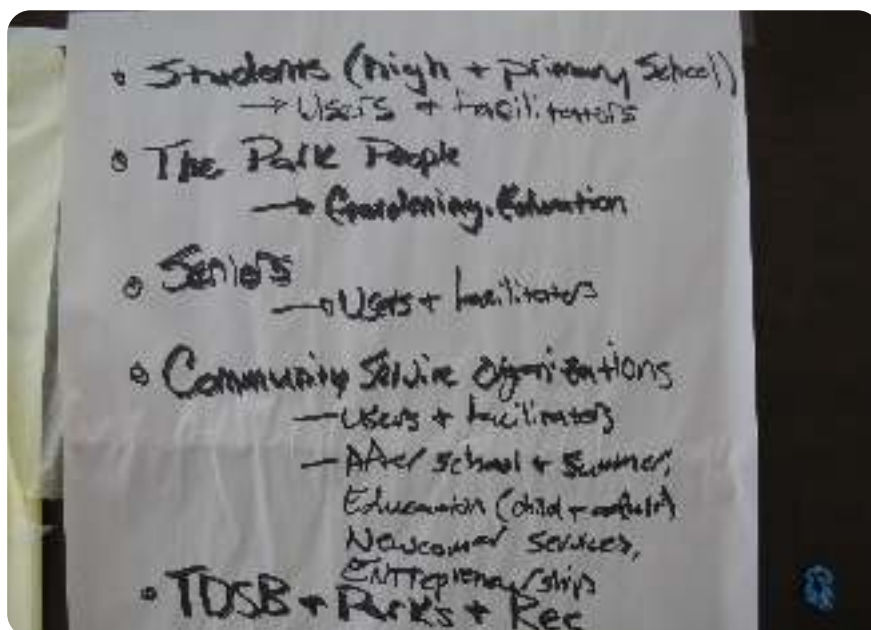 • Students (high + primary School)
→ Users + facilitators
• The Park People
→ Gardening, Education
• Seniors
→ Users + facilitators
• Community Service Organizations
— Users + facilitators
— After school + Summer,
Education (child + adult)
Newcomer Services,
Entrepreneurships
• TDSB + Parks + Rec